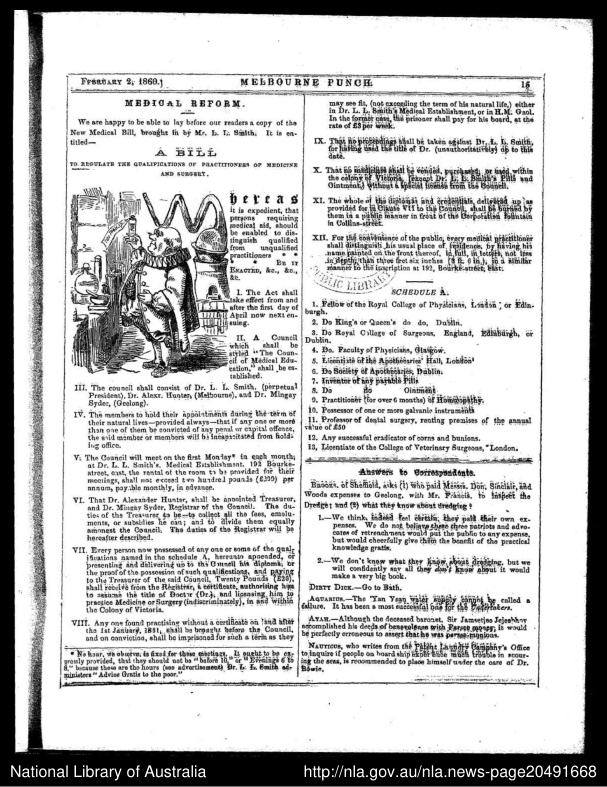 FEBRUARY 2, 1860.]
MELBOURNE PUNCH.
15
MEDICAL REFORM.
We are happy to be able to lay before our readers a copy of the
New Medical Bill, brought in by Mr. L. L. Smith. It is en-
titled—
A BILL
TO REGULATE THE QUALIFICATIONS OF PRACTITIONERS OF MEDICINE
AND SURGERY.
hereas
it is expedient, that
persons requiring
medical aid, should
be enabled to dis-
tinguish qualified
from unqualified
practitioners * *
* * BE IT
ENACTED, &c., &c.,
&c.
I. The Act shall
take effect from and
after the first day of
April now next en-
suing.
II. A Council
which shall be
styled "The Coun-
cil of Medical Edu-
cation," shall be es-
tablished.
III. The council shall consist of Dr. L. L. Smith, (perpetual
President), Dr. Alexr. Hunter, (Melbourne), and Dr. Mingay
Syder, (Geelong).
IV. The members to hold their appointments during the term of
their natural lives—provided always—that if any one or more
than one of them be convicted of any penal or capital offence,
the said member or members will be incapacitated from hold-
ing office.
V. The Council will meet on the first Monday* in each month,
at Dr. L. L. Smith's. Medical Establishment, 192 Bourke-
street, east, the rental of the room to be provided for their
meetings, shall not exceed two hundred pounds (£200) per
annum, payable monthly, in advance.
VI. That Dr. Alexander Hunter, shall be appointed Treasurer,
and Dr. Mingay Syder, Registrar of the Council. The du-
ties of the Treasurer to be—to collect all the fees, emolu-
ments, or subsidies he can; and to divide them equally
amongst the Council. The duties of the Registrar will be
hereafter described.
VII. Every person now possessed of any one or some of the qual-
ifications named in the schedule A, hereunto appended, or
presenting and delivering up to the Council his diploma, or
the proof of the possession of such qualifications, and paying
to the Treasurer of the said Council, Twenty Pounds (£20),
shall receive from the Registrar, a certificate, authorising him
to assume the title of Doctor (Dr.), and licensing him to
practice Medicine or Surgery (indiscriminately), in and within
the Colony of Victoria.
VIII. Any one found practising without a certificate on and after
the 1st January, 1861, shall be brought before the Council,
and on conviction, shall be imprisoned for such a term as they
* No hour, we observe, is fixed for these meetings. It ought to be ex-
pressly provided, that they should not be "before 10," or "Evenings 6 to
8," because them are the hours (see advertisement) Dr. L. L. Smith ad-
ministers "Advice Gratis to the poor."
may see fit, (not exceeding the term of his natural life,) either
in Dr. L. L. Smith's Medical Establishment, or in H.M. Gaol.
In the former case, the prisoner shall pay for his board, at the
rate of £3 per week.
IX. That no proceedings shall be taken against Dr. L. L. Smith,
for having used the title of Dr. (unauthoritatively) up to this
date.
X. That no medicines shall be vended, purchased, or used within
the colony of Victoria, (except Dr. L. L. Smith's Pills and
Ointment,) without a special license from the Council.
XI. The whole of the diplomas and credentials, delivered up as
provided for in Clause VII to the Council, shall be burned by
them in a public manner in front of the Corporation fountain
in Collins-street.
XII. For the convenience of the public, every medical practitioner
shall distinguish his usual place of residence, by having his
name painted on the front thereof, in full, in letters, not less
in depth, than three feet six inches (3 ft. 6 in.), in a similar
manner to the inscription at 192, Bourke-street, east.
PUBLIC LIBRARY
SCHEDULE A.
1. Fellow of the Royal College of Physicians, London, or Edin-
burgh.
2. Do King's or Queen's do do, Dublin.
3. Do Royal College of Surgeons, England, Edinburgh, or
Dublin.
4. Do. Faculty of Physicians, Glasgow.
5. Licentiate of the Apothecaries' Hall, London
6. Do Society of Apothecaries, Dublin.
7. Inventor of any payable Pills
8. Do do Ointment
9. Practitioner (for over 6 months) of Homœopathy.
10. Possessor of one or more galvanic instruments
11. Professor of dental surgery, renting premises of the annual
value of £50
12. Any successful eradicator of corns and bunions.
13. Licentiate of the College of Veterinary Surgeons, London.
Answers to Correspondents.
of Sheffield, asks (1) who paid Messrs. Don, Sinclair, and
Woods expenses to Geelong, with Mr. Francis, to inspect the
Dredge; and (2) what they know about dredging?
1.—We think, indeed feel certain, they paid their own ex-
penses. We do not believe these three patriots and advo-
cates of retrenchment would put the public to any expense,
but would cheerfully give them the benefit of the practical
knowledge gratis.
2.—We don't know what they know about dredging, but we
will confidently say all they don't know about it would
make a very big book.
DIRTY DICK.—Go to Bath.
AQUARIUS.—The Yan Yean water supply cannot be called a
failure. It has been a most successful one for the Undertakers.
AYAH.—Although the deceased baronet, Sir Jamsetjee Jejeebhoy
accomplished his deeds of benevolence with Parsee money, it would
be perfectly erroneous to assert that he was parsee-monious.
NAUTICUS, who writes from the Patent Laundry Company's Office
to inquire if people on board ship experience much trouble in scour-
ing the seas, is recommended to place himself under the care of Dr.
Bowie.
National Library of Australia
http://nla.gov.au/nla.news-page20491668